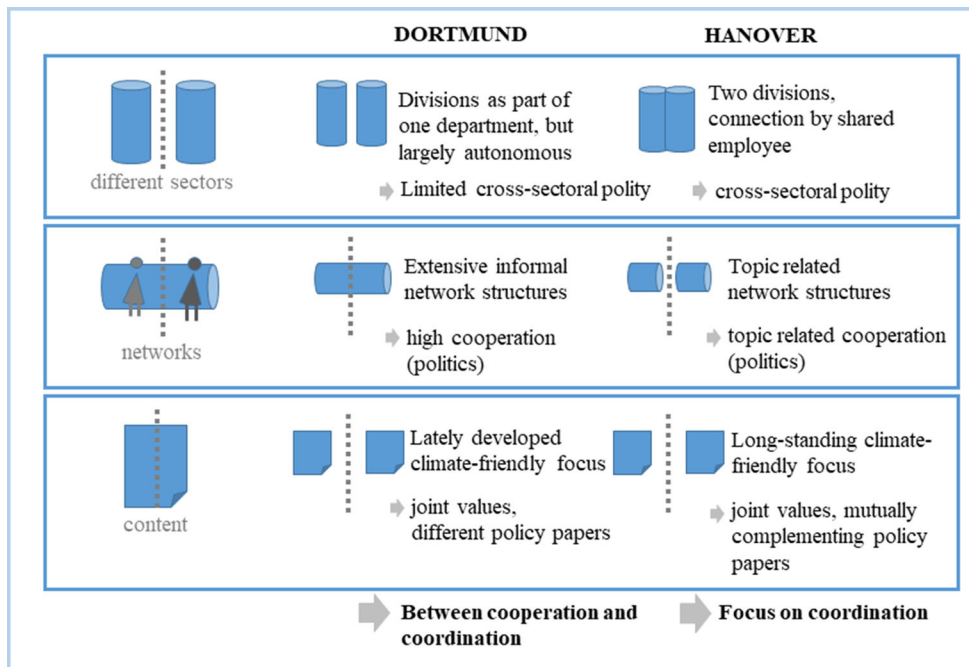 DORTMUND
HANOVER
different sectors
Divisions as part of
one department, but
largely autonomous
Limited cross-sectoral polity
Two divisions,
connection by shared
employee
cross-sectoral polity
networks
Extensive informal
network structures
high cooperation
(politics)
Topic related
network structures
topic related cooperation
(politics)
content
Lately developed
climate-friendly focus
joint values,
different policy papers
Long-standing climate-
friendly focus
joint values, mutually
complementing policy
papers
Between cooperation and
coordination
Focus on coordination